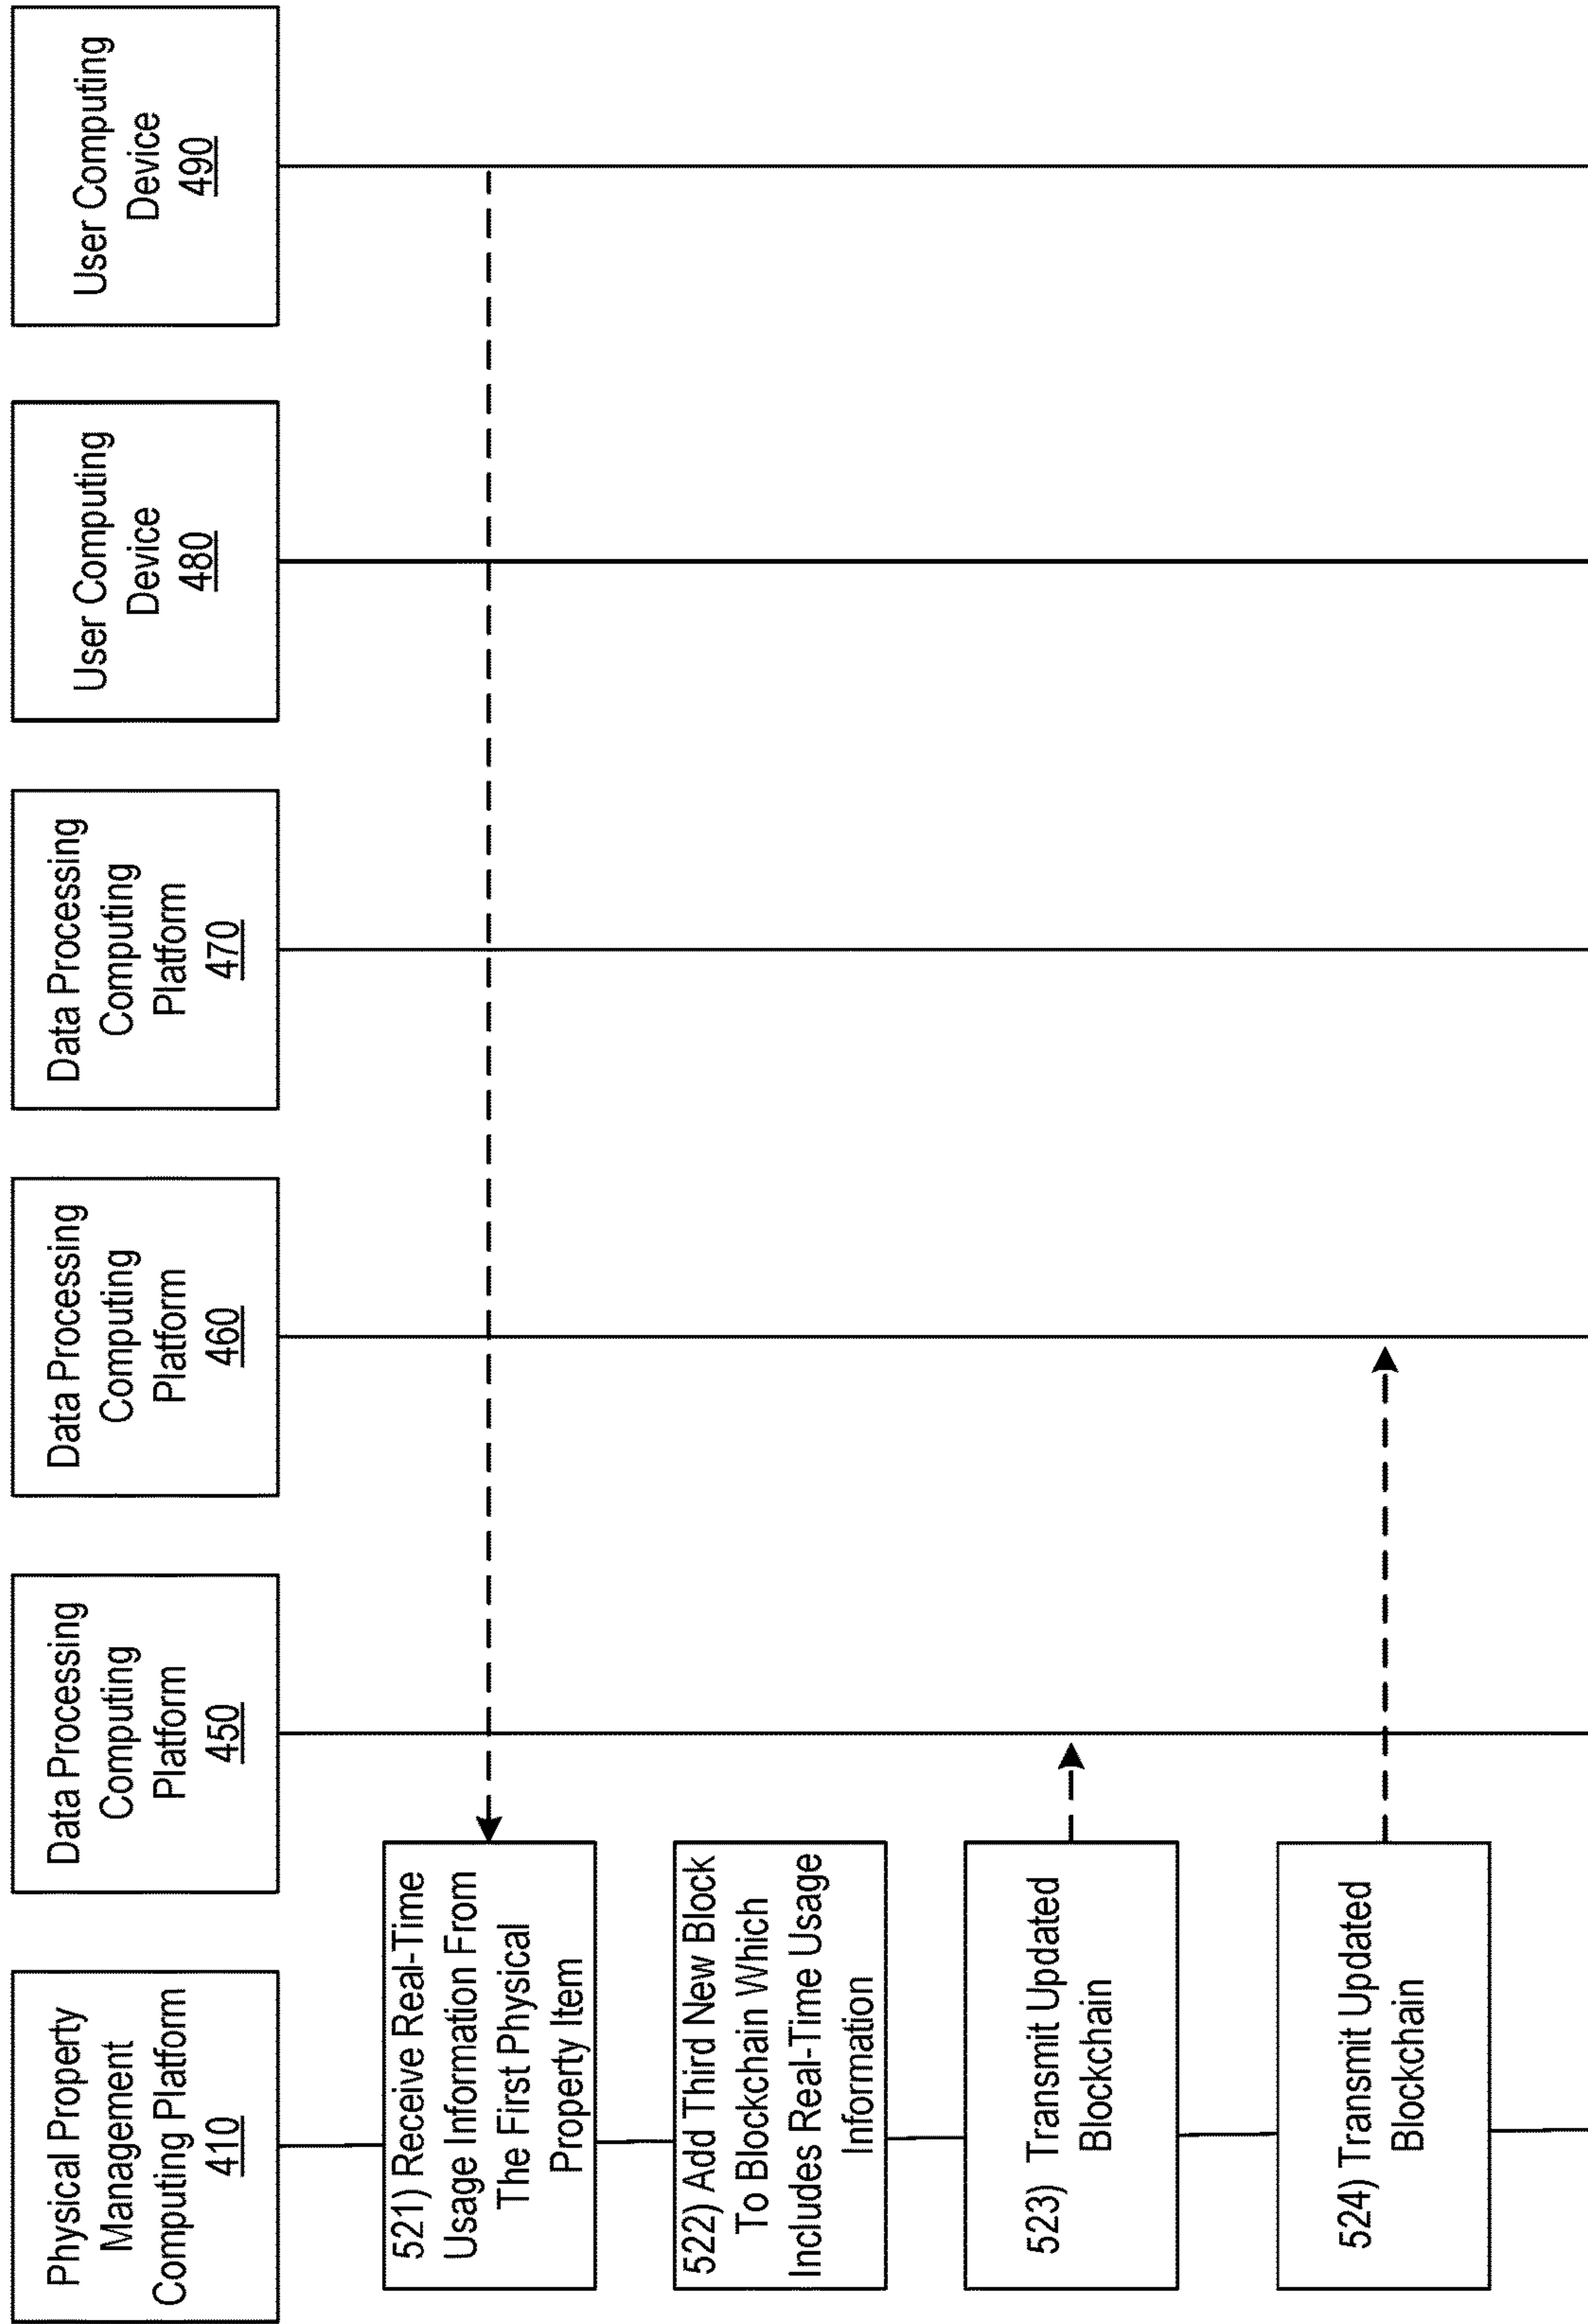 Physical Property
Management
Computing Platform
410
Data Processing
Computing
Platform
450
Data Processing
Computing
Platform
460
Data Processing
Computing
Platform
470
User Computing
Device
480
User Computing
Device
490
521) Receive Real-Time
Usage Information From
The First Physical
Property Item
522) Add Third New Block
To Blockchain Which
Includes Real-Time Usage
Information
523) Transmit Updated
Blockchain
524) Transmit Updated
Blockchain